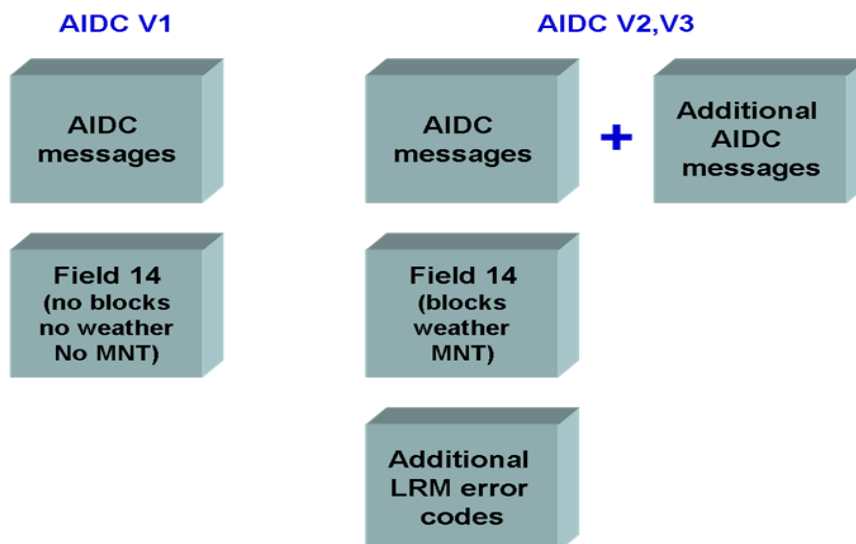 AIDC V1
AIDC
messages
Field 14
(no blocks
no weather
No MNT)
AIDC V2,V3
AIDC
messages
+
Additional
AIDC
messages
Field 14
(blocks
weather
MNT)
Additional
LRM error
codes